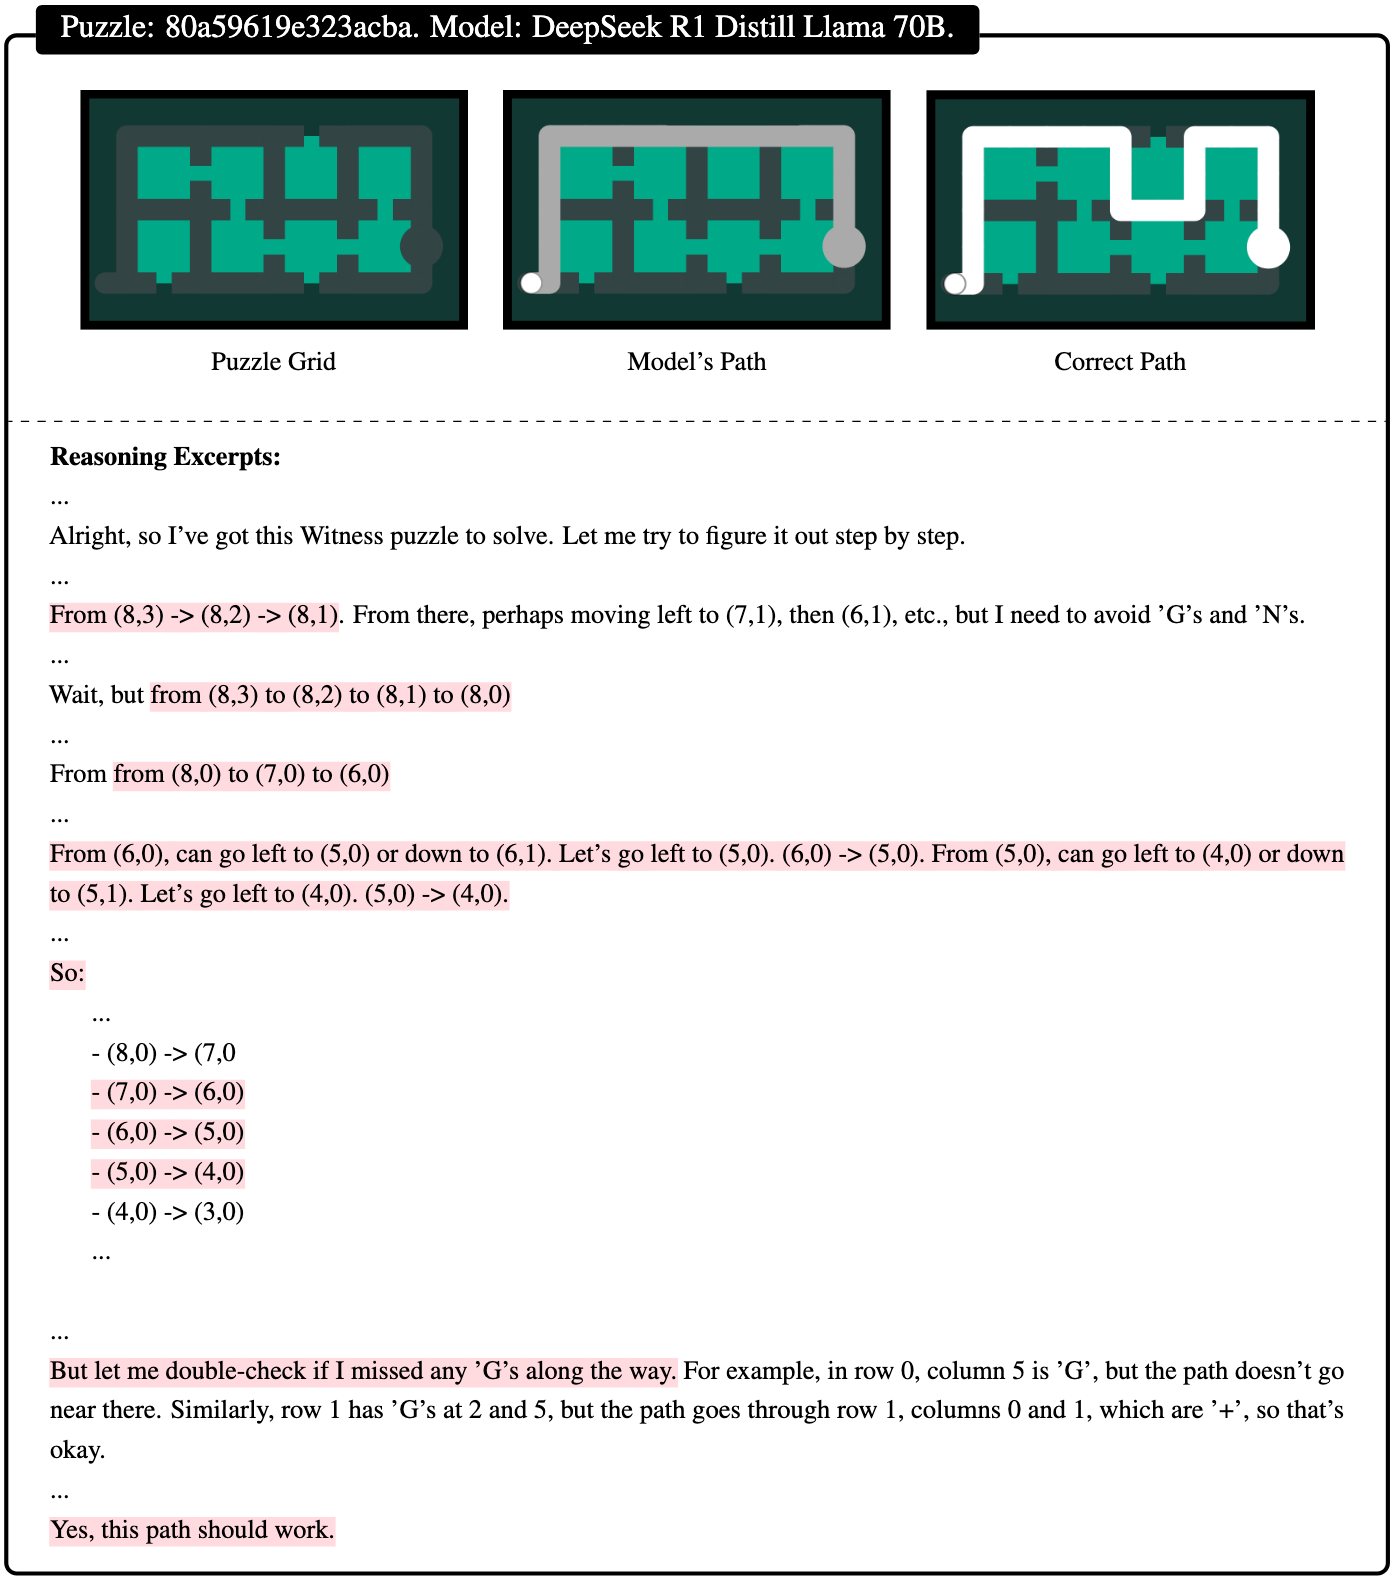 Puzzle: 80a59619e323acba. Model: DeepSeek R1 Distill Llama 70B.
Puzzle Grid
Model’s Path
Correct Path
Reasoning Excerpts:
...
Alright, so I’ve got this Witness puzzle to solve. Let me try to figure it out step by step.
...
From (8,3) -> (8,2) -> (8,1). From there, perhaps moving left to (7,1), then (6,1), etc., but I need to avoid ’G’s and ’N’s.
...
Wait, but from (8,3) to (8,2) to (8,1) to (8,0)
...
From from (8,0) to (7,0) to (6,0)
...
From (6,0), can go left to (5,0) or down to (6,1). Let’s go left to (5,0). (6,0) -> (5,0). From (5,0), can go left to (4,0) or down
to (5,1). Let’s go left to (4,0). (5,0) -> (4,0).
...
So:
...
- (8,0) -> (7,0
- (7,0) -> (6,0)
- (6,0) -> (5,0)
- (5,0) -> (4,0)
- (4,0) -> (3,0)
...
...
But let me double-check if I missed any ’G’s along the way. For example, in row 0, column 5 is ’G’, but the path doesn’t go
near there. Similarly, row 1 has ’G’s at 2 and 5, but the path goes through row 1, columns 0 and 1, which are ’+’, so that’s
okay.
...
Yes, this path should work.